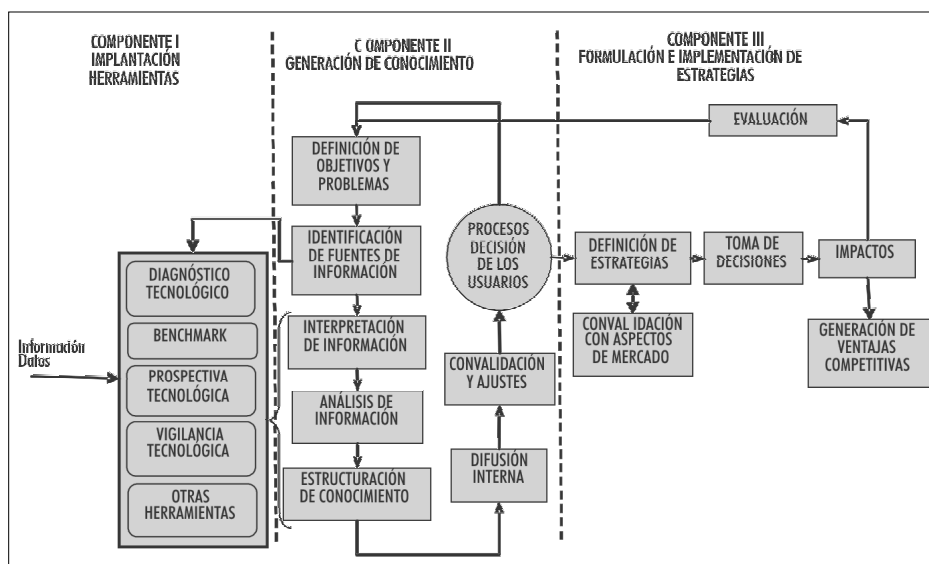 COMPONENTE I
IMPLANTACIÓN
HERRAMIENTAS
C OMPONENTE II
GENERACIÓN DE CONOCIMIENTO
COMPONENTE III
FORMULACIÓN E IMPLEMENTACIÓN DE
ESTRATEGIAS
Información
Datos
DIAGNÓSTICO
TECNOLÓGICO
BENCHMARK
PROSPECTIVA
TECNOLÓGICA
VIGILANCIA
TECNOLÓGICA
OTRAS
HERRAMIENTAS
DEFINICIÓN DE
OBJETIVOS Y
PROBLEMAS
IDENTIFICACIÓN
DE FUENTES DE
INFORMACIÓN
INTERPRETACIÓN
DE INFORMACIÓN
ANÁLISIS DE
INFORMACIÓN
ESTRUCTURACIÓN
DE CONOCIMIENTO
PROCESOS
DECISIÓN
DE LOS
USUARIOS
CONVALIDACIÓN
Y AJUSTES
DIFUSIÓN
INTERNA
EVALUACIÓN
DEFINICIÓN DE
ESTRATEGIAS
TOMA DE
DECISIONES
IMPACTOS
CONVAL IDACIÓN
CON ASPECTOS
DE MERCADO
GENERACIÓN DE
VENTAJAS
COMPETITIVAS